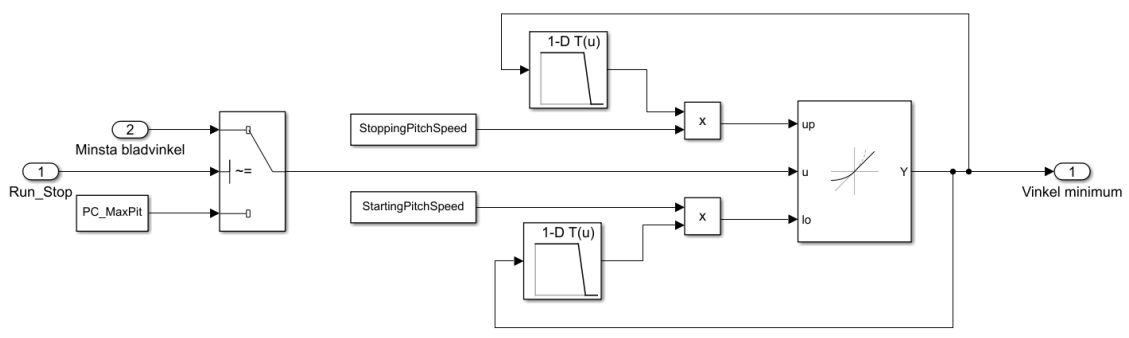 1-D T(u)
2
Minsta bladvinkel
StoppingPitchSpeed
x
up
1
Run_Stop
~=
u
Y
1
Vinkel minimum
PC_MaxPit
StartingPitchSpeed
x
lo
1-D T(u)